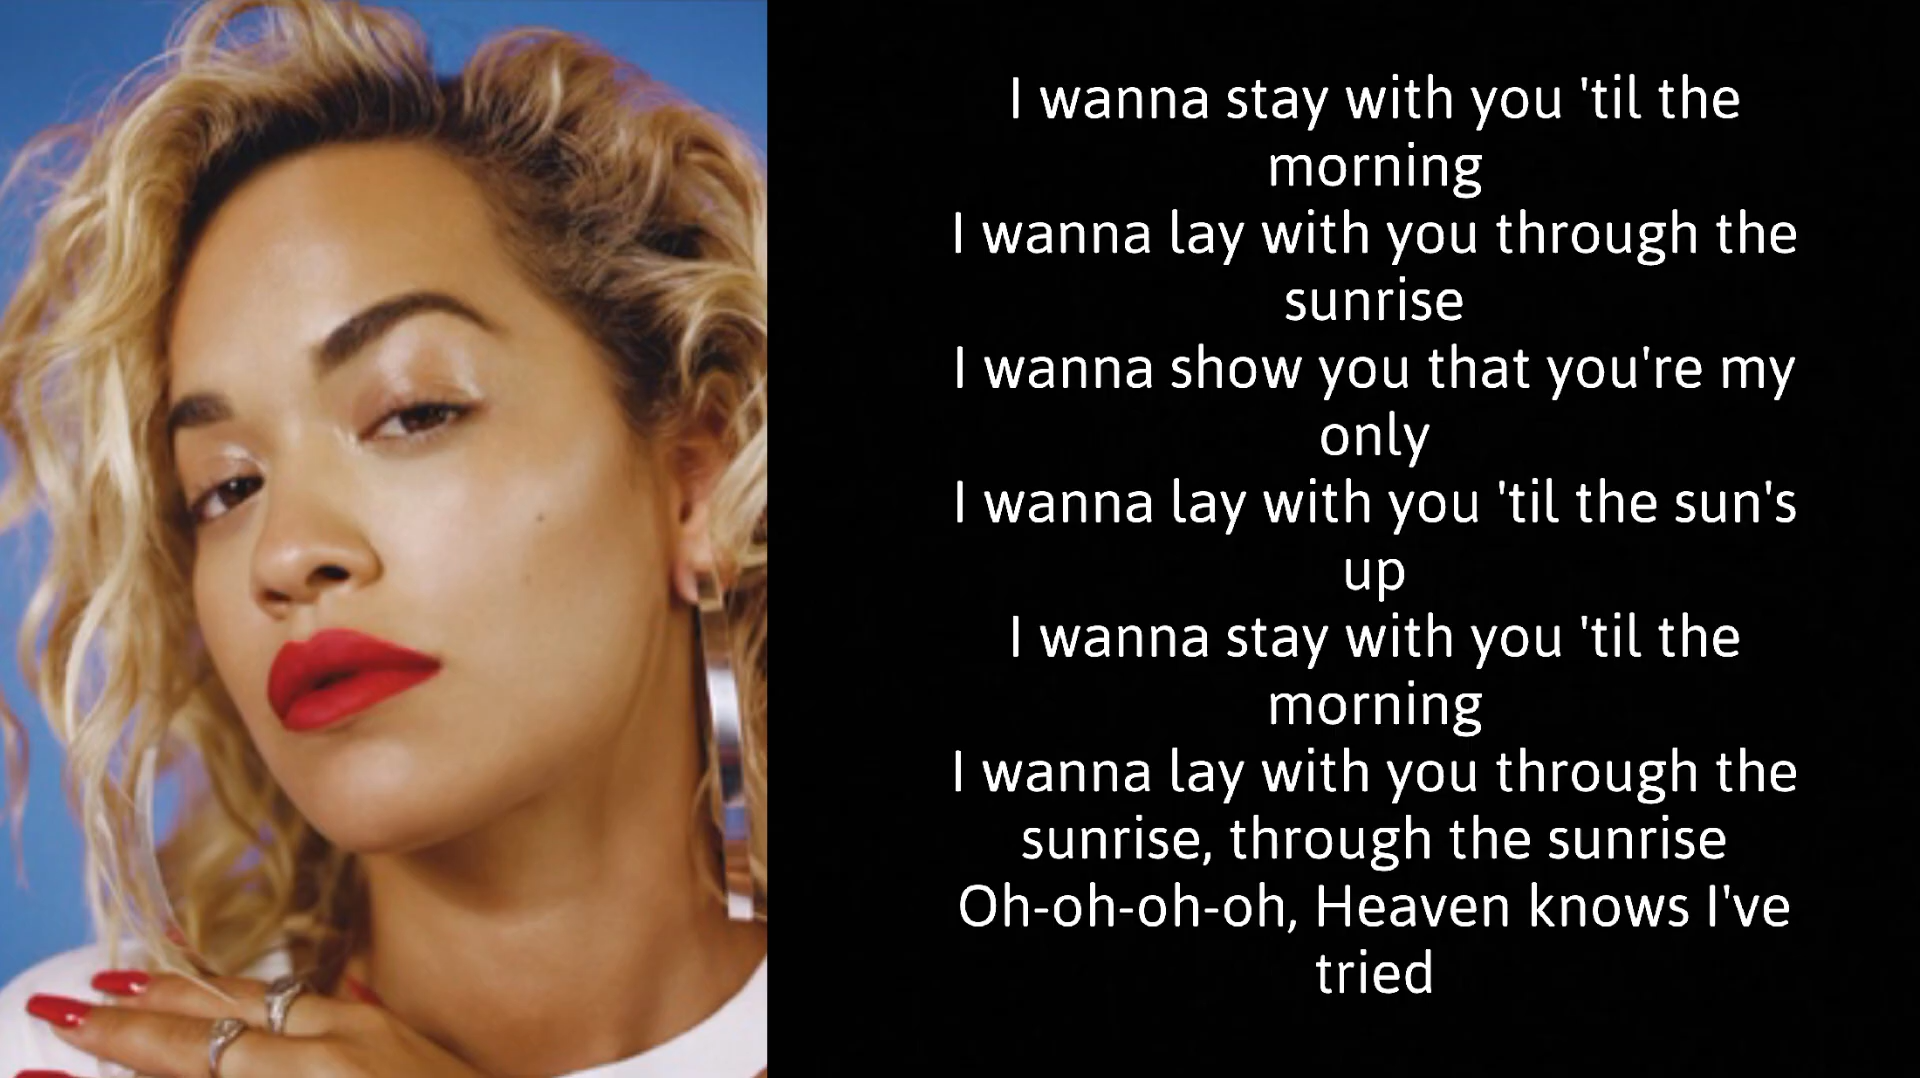 I wanna stay with you 'til the
morning
I wanna lay with you through the
sunrise
I wanna show you that you're my
only
I wanna lay with you 'til the sun's
up
I wanna stay with you 'til the
morning
I wanna lay with you through the
sunrise, through the sunrise
Oh-oh-oh-oh, Heaven knows I've
tried